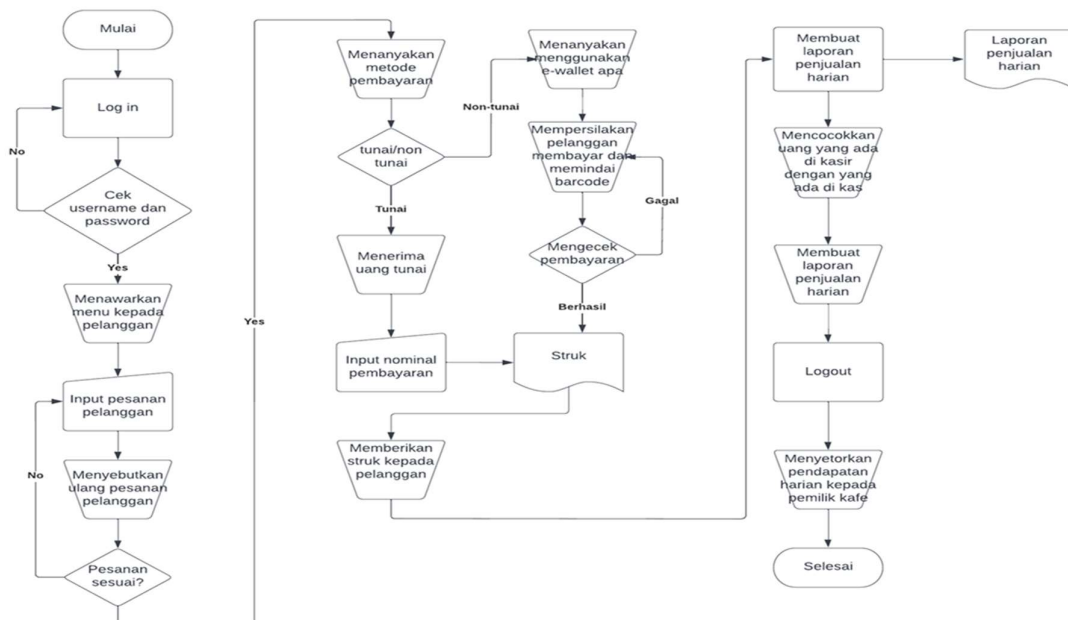 Mulai
Log in
No
Cek
username dan
password
Yes
Menawarkan
menu kepada
pelanggan
Input pesanan
pelanggan
No
Menyebutkan
ulang pesanan
pelanggan
Pesanan
sesuai?
Yes
Menanyakan
metode
pembayaran
tunai/non
tunai
Non-tunai
Tunai
Menerima
uang tunai
Input nominal
pembayaran
Menanyakan
menggunakan
e-wallet apa
Mempersilakan
pelanggan
membayar dan
memindai
barcode
Gagal
Mengecek
pembayaran
Berhasil
Struk
Memberikan
struk kepada
pelanggan
Membuat
laporan
penjualan
harian
Laporan
penjualan
harian
Mencocokkan
uang yang ada
di kasir
dengan yang
ada di kas
Membuat
laporan
penjualan
harian
Logout
Menyetorkan
pendapatan
harian kepada
pemilik kafe
Selesai